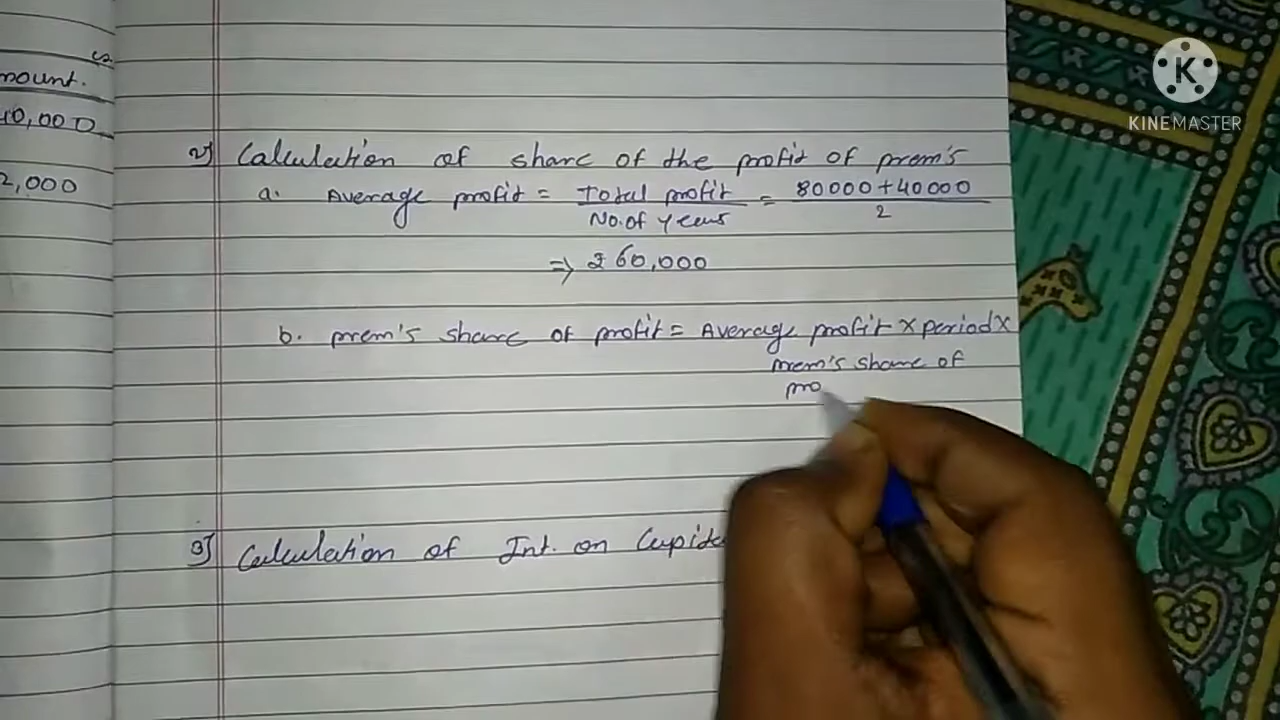 mount.
10,000
2,000
K
KINEMASTER
2) Calculation of share of the profit of prem's
a. Average profit = Total profit / No. of years = 80000 + 40000 / 2
⇒ ₹ 60,000
b. prem's share of profit = Average profit × period ×
prem's share of
pro
3) Calculation of Int. on Capita